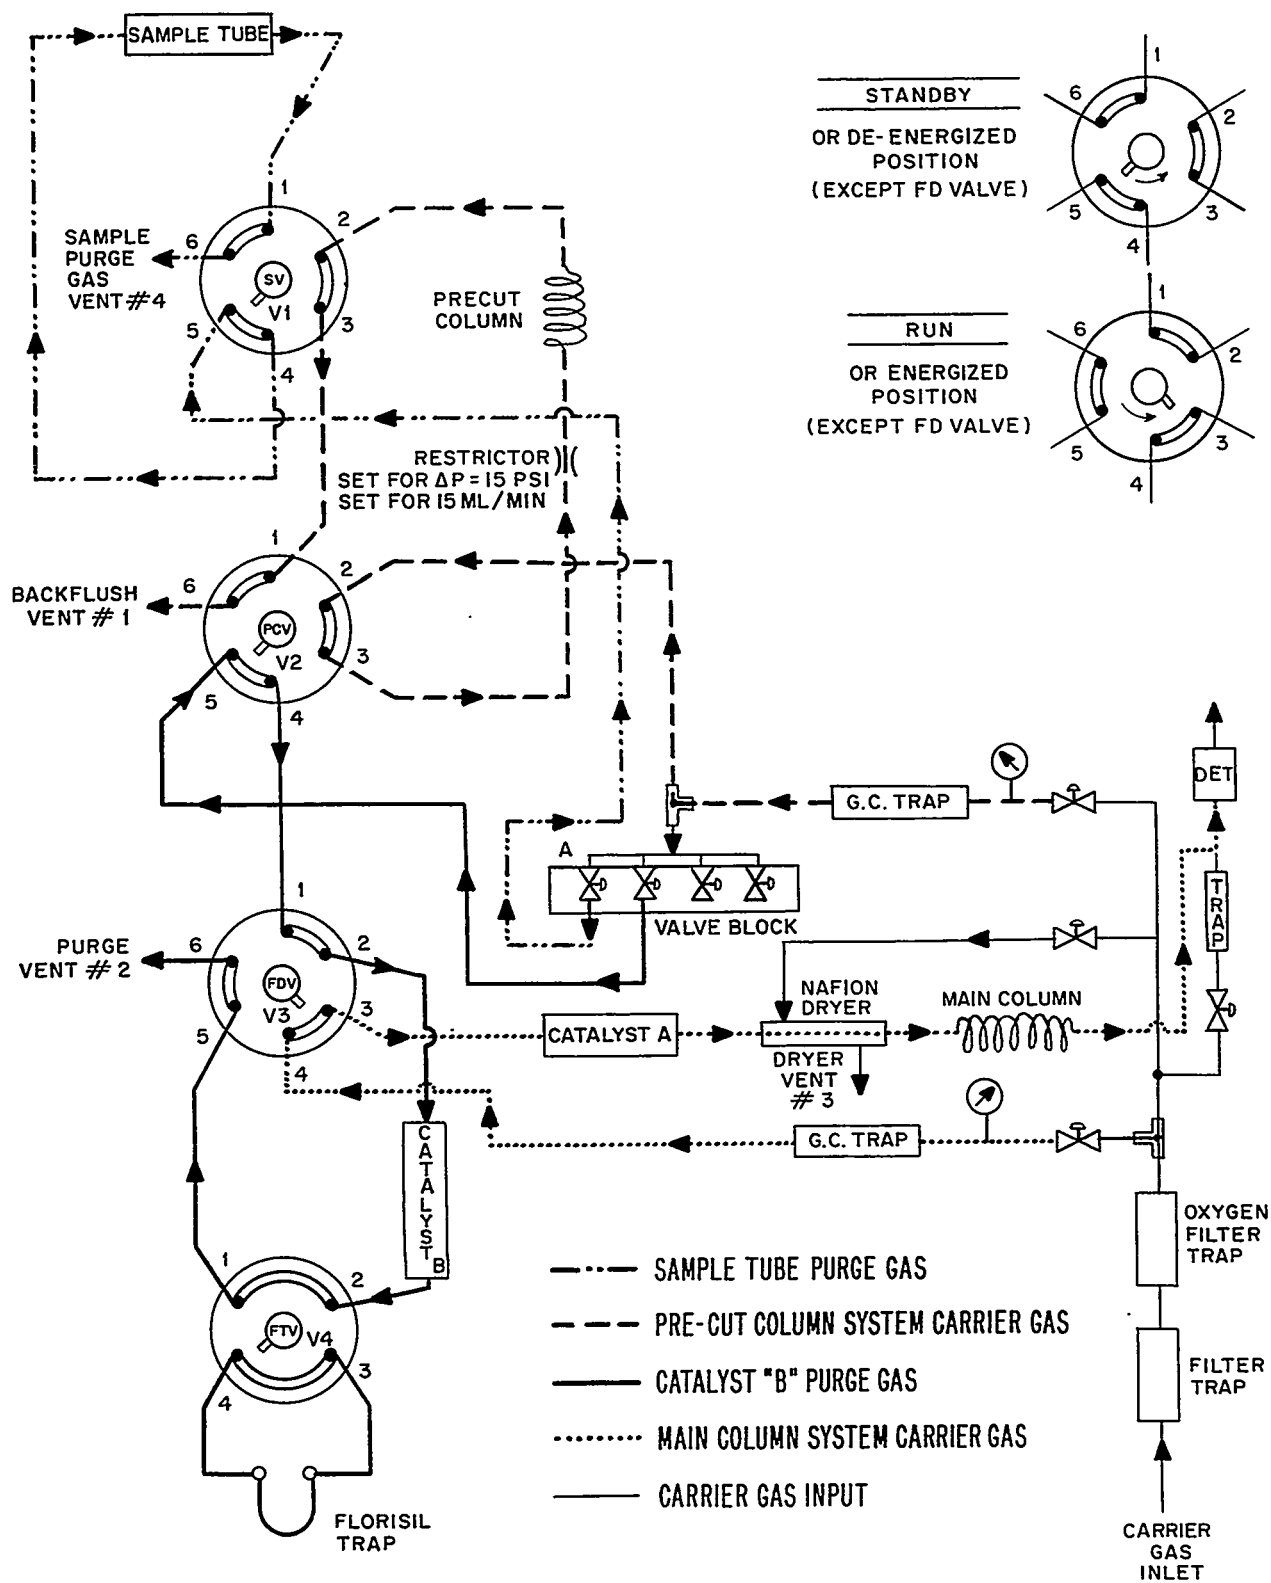 SAMPLE TUBE
1
STANDBY
6
2
OR DE-ENERGIZED
POSITION
(EXCEPT FD VALVE)
5
3
4
1
2
SAMPLE
PURGE
GAS
VENT #4
6
SV
V1
5
3
4
PRECUT
COLUMN
1
RUN
6
2
OR ENERGIZED
POSITION
(EXCEPT FD VALVE)
5
3
4
RESTRICTOR
SET FOR ΔP = 15 PSI
SET FOR 15 ML/MIN
1
2
6
BACKFLUSH
VENT # 1
PCV
V2
3
5
4
G.C. TRAP
DET
A
VALVE BLOCK
TRAP
1
2
6
PURGE
VENT #2
FDV
V3
3
5
4
CATALYST A
NAFION
DRYER
MAIN COLUMN
DRYER
VENT
# 3
G.C. TRAP
CATALYST
B
OXYGEN
FILTER
TRAP
1
2
FTV
V4
3
4
FILTER
TRAP
FLORISIL
TRAP
SAMPLE TUBE PURGE GAS
PRE-CUT COLUMN SYSTEM CARRIER GAS
CATALYST "B" PURGE GAS
MAIN COLUMN SYSTEM CARRIER GAS
CARRIER GAS INPUT
CARRIER
GAS
INLET